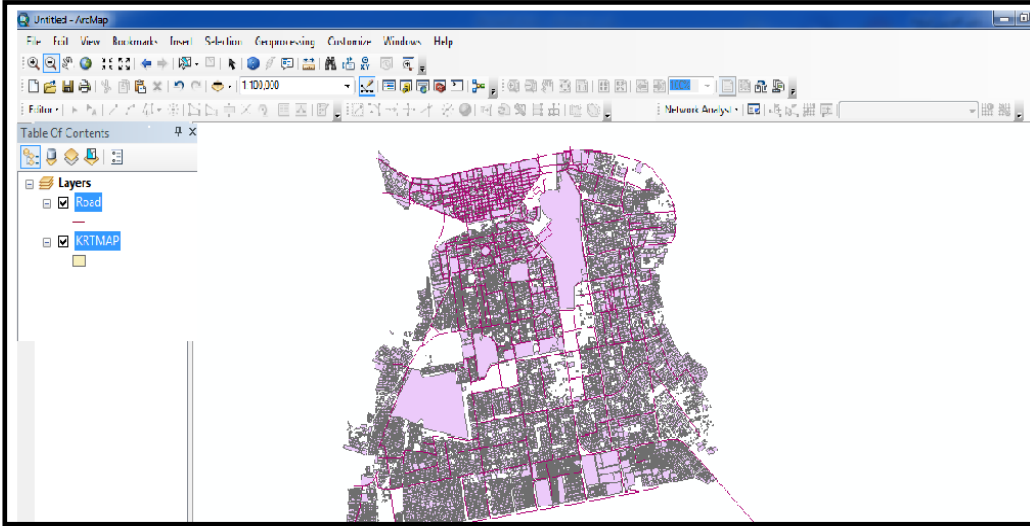 Untitled - ArcMap
File Edit View Bookmarks Insert Selection Geoprocessing Customize Windows Help
1:100,000
Editor
Network Analyst
Table Of Contents
Layers
Road
KRTMAP